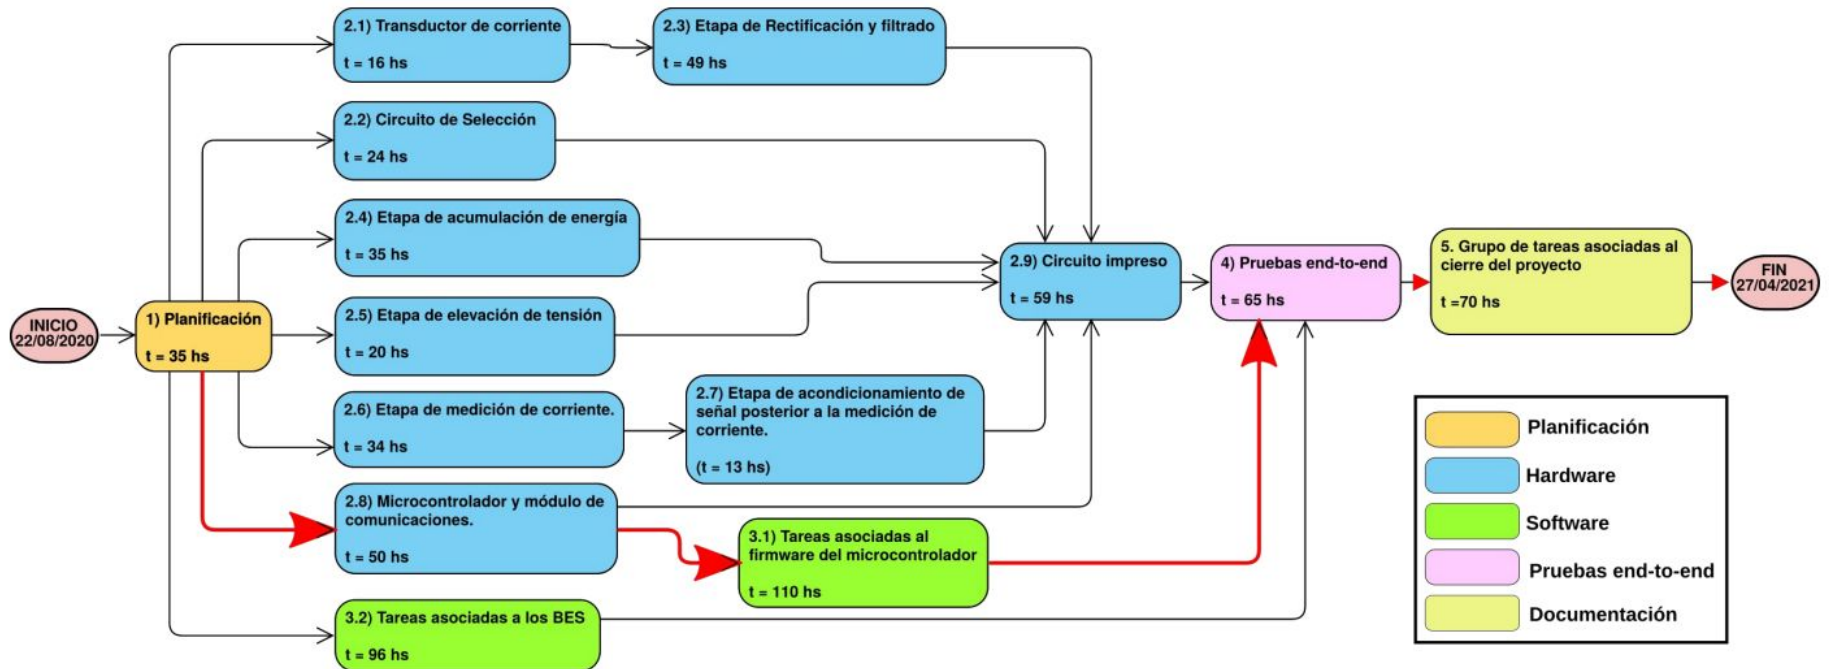 INICIO
22/08/2020
1) Planificación
t = 35 hs
2.1) Transductor de corriente
t = 16 hs
2.3) Etapa de Rectificación y filtrado
t = 49 hs
2.2) Circuito de Selección
t = 24 hs
2.4) Etapa de acumulación de energía
t = 35 hs
2.5) Etapa de elevación de tensión
t = 20 hs
2.6) Etapa de medición de corriente.
t = 34 hs
2.7) Etapa de acondicionamiento de
señal posterior a la medición de
corriente.
(t = 13 hs)
2.8) Microcontrolador y módulo de
comunicaciones.
t = 50 hs
3.1) Tareas asociadas al
firmware del microcontrolador
t = 110 hs
3.2) Tareas asociadas a los BES
t = 96 hs
2.9) Circuito impreso
t = 59 hs
4) Pruebas end-to-end
t = 65 hs
5. Grupo de tareas asociadas al
cierre del proyecto
t =70 hs
FIN
27/04/2021
Planificación
Hardware
Software
Pruebas end-to-end
Documentación